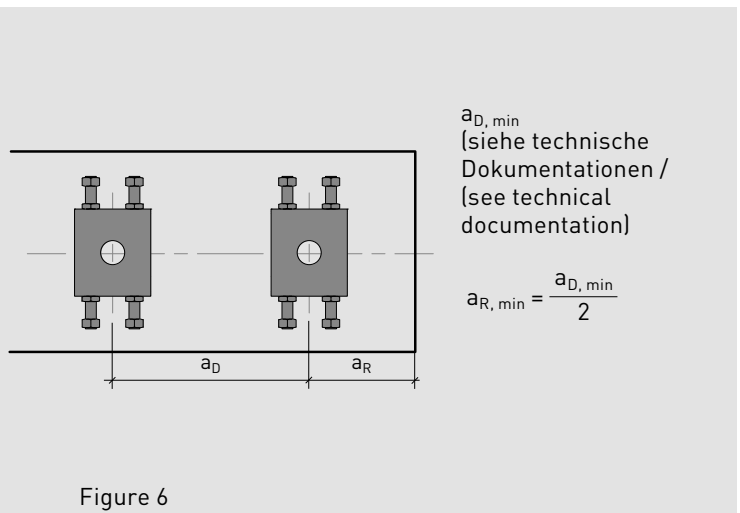 a_D, min
(siehe technische
Dokumentationen /
(see technical
documentation)
a_R, min = a_D, min / 2
a_D
a_R
Figure 6